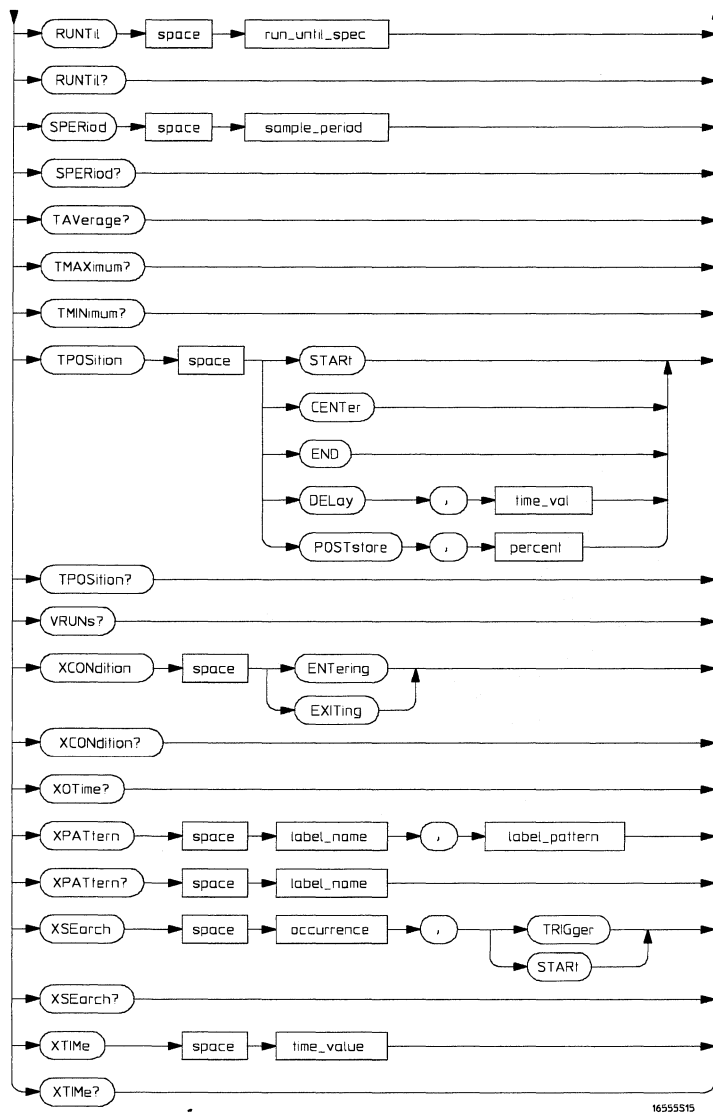 RUNTil space run_until_spec
RUNTil?
SPERiod space sample_period
SPERiod?
TAVerage?
TMAXimum?
TMINimum?
TPOSition space STARt
CENTer
END
DELay , time_val
POSTstore , percent
TPOSition?
VRUNs?
XCONdition space ENTering
EXITing
XCONdition?
XOTime?
XPATtern space label_name , label_pattern
XPATtern? space label_name
XSEarch space occurrence , TRIGger
STARt
XSEarch?
XTIMe space time_value
XTIMe?
16555S15